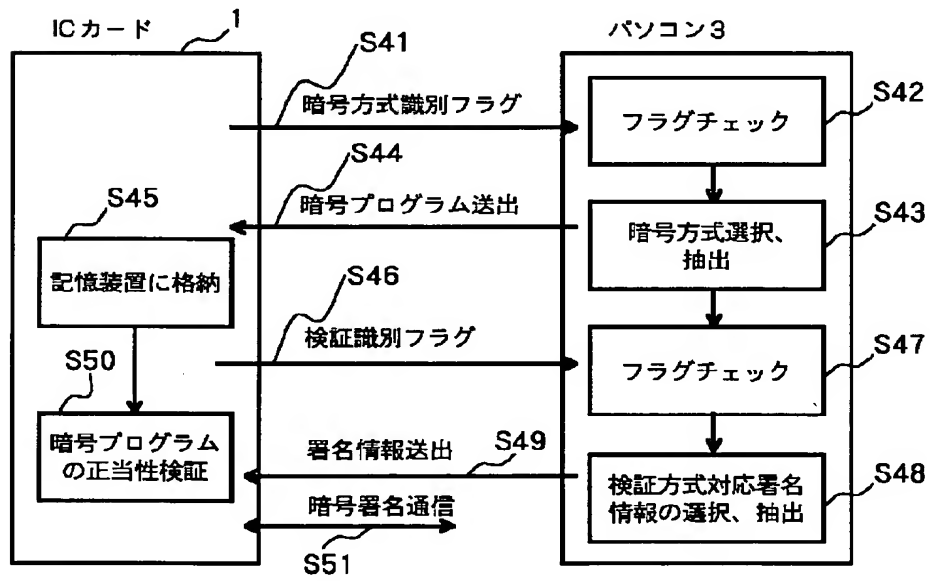 ICカード
1
パソコン3
S41
暗号方式識別フラグ
S42
フラグチェック
S44
暗号プログラム送出
S43
暗号方式選択、
抽出
S45
記憶装置に格納
S46
検証識別フラグ
S47
フラグチェック
S50
暗号プログラム
の正当性検証
署名情報送出
S49
S48
検証方式対応署名
情報の選択、抽出
暗号署名通信
S51